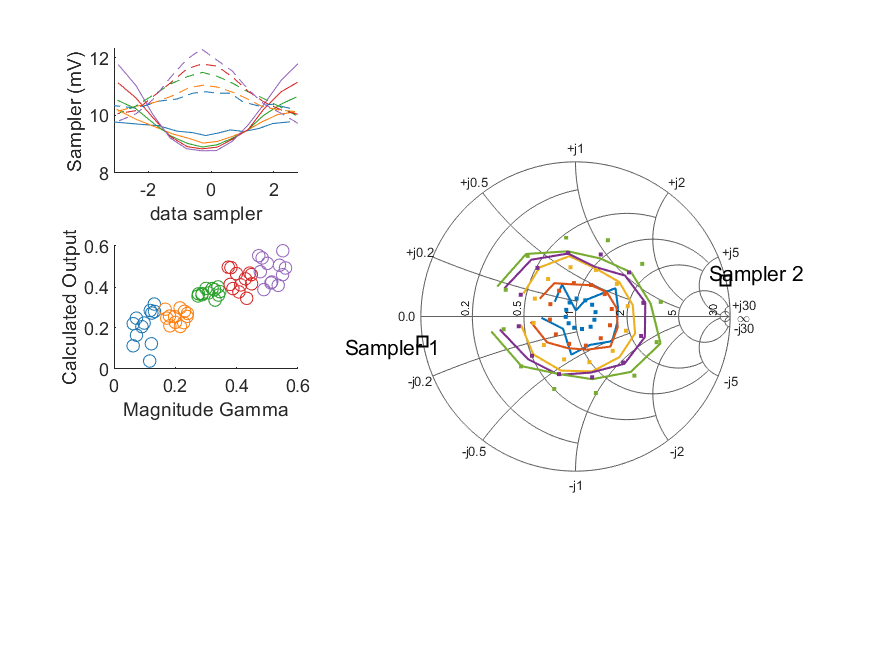 Sampler (mV)
12
10
8
-2 0 2
data sampler
Calculated Output
0.6
0.4
0.2
0
0 0.2 0.4 0.6
Magnitude Gamma
+j1
+j0.5 +j2
+j0.2 +j5
Sampler 2
+j30
0.0 0.2 0.5 1 2 5 30 ∞
-j30
Sampler 1
-j0.2 -j5
-j0.5 -j2
-j1